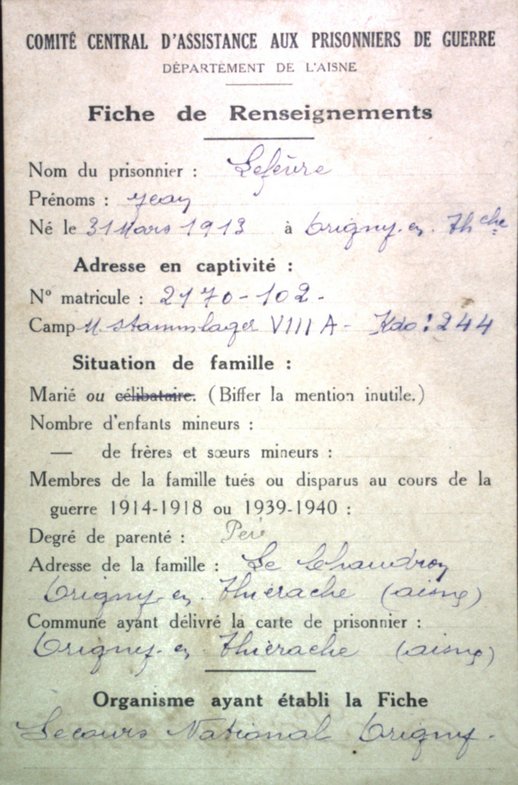 COMITÉ CENTRAL D'ASSISTANCE AUX PRISONNIERS DE GUERRE
DÉPARTEMENT DE L'AISNE
Fiche de Renseignements
Nom du prisonnier : Lefèvre
Prénoms : Jean
Né le 31 Mars 1913 à Origny-en-Thche
Adresse en captivité :
N° matricule : 2170-102-
Camp M. Stammlager VIII A - Kdo : 244
Situation de famille :
Marié ou célibataire. (Biffer la mention inutile.)
Nombre d'enfants mineurs :
— de frères et sœurs mineurs :
Membres de la famille tués ou disparus au cours de la
guerre 1914-1918 ou 1939-1940 :
Degré de parenté : Père
Adresse de la famille : Le Chaudron
Origny-en-Thiérache (aisne)
Commune ayant délivré la carte de prisonnier :
Origny-en Thiérache (aisne)
Organisme ayant établi la Fiche
Secours National Origny-